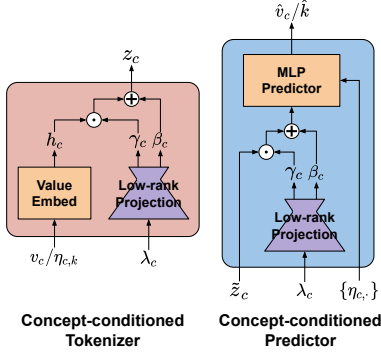 z_c
h_c
γ_c
β_c
Value
Embed
Low-rank
Projection
v_c/η_{c,k}
λ_c
Concept-conditioned
Tokenizer
v̂_c/k̂
MLP
Predictor
γ_c
β_c
Low-rank
Projection
z̃_c
λ_c
{η_{c,·}}
Concept-conditioned
Predictor